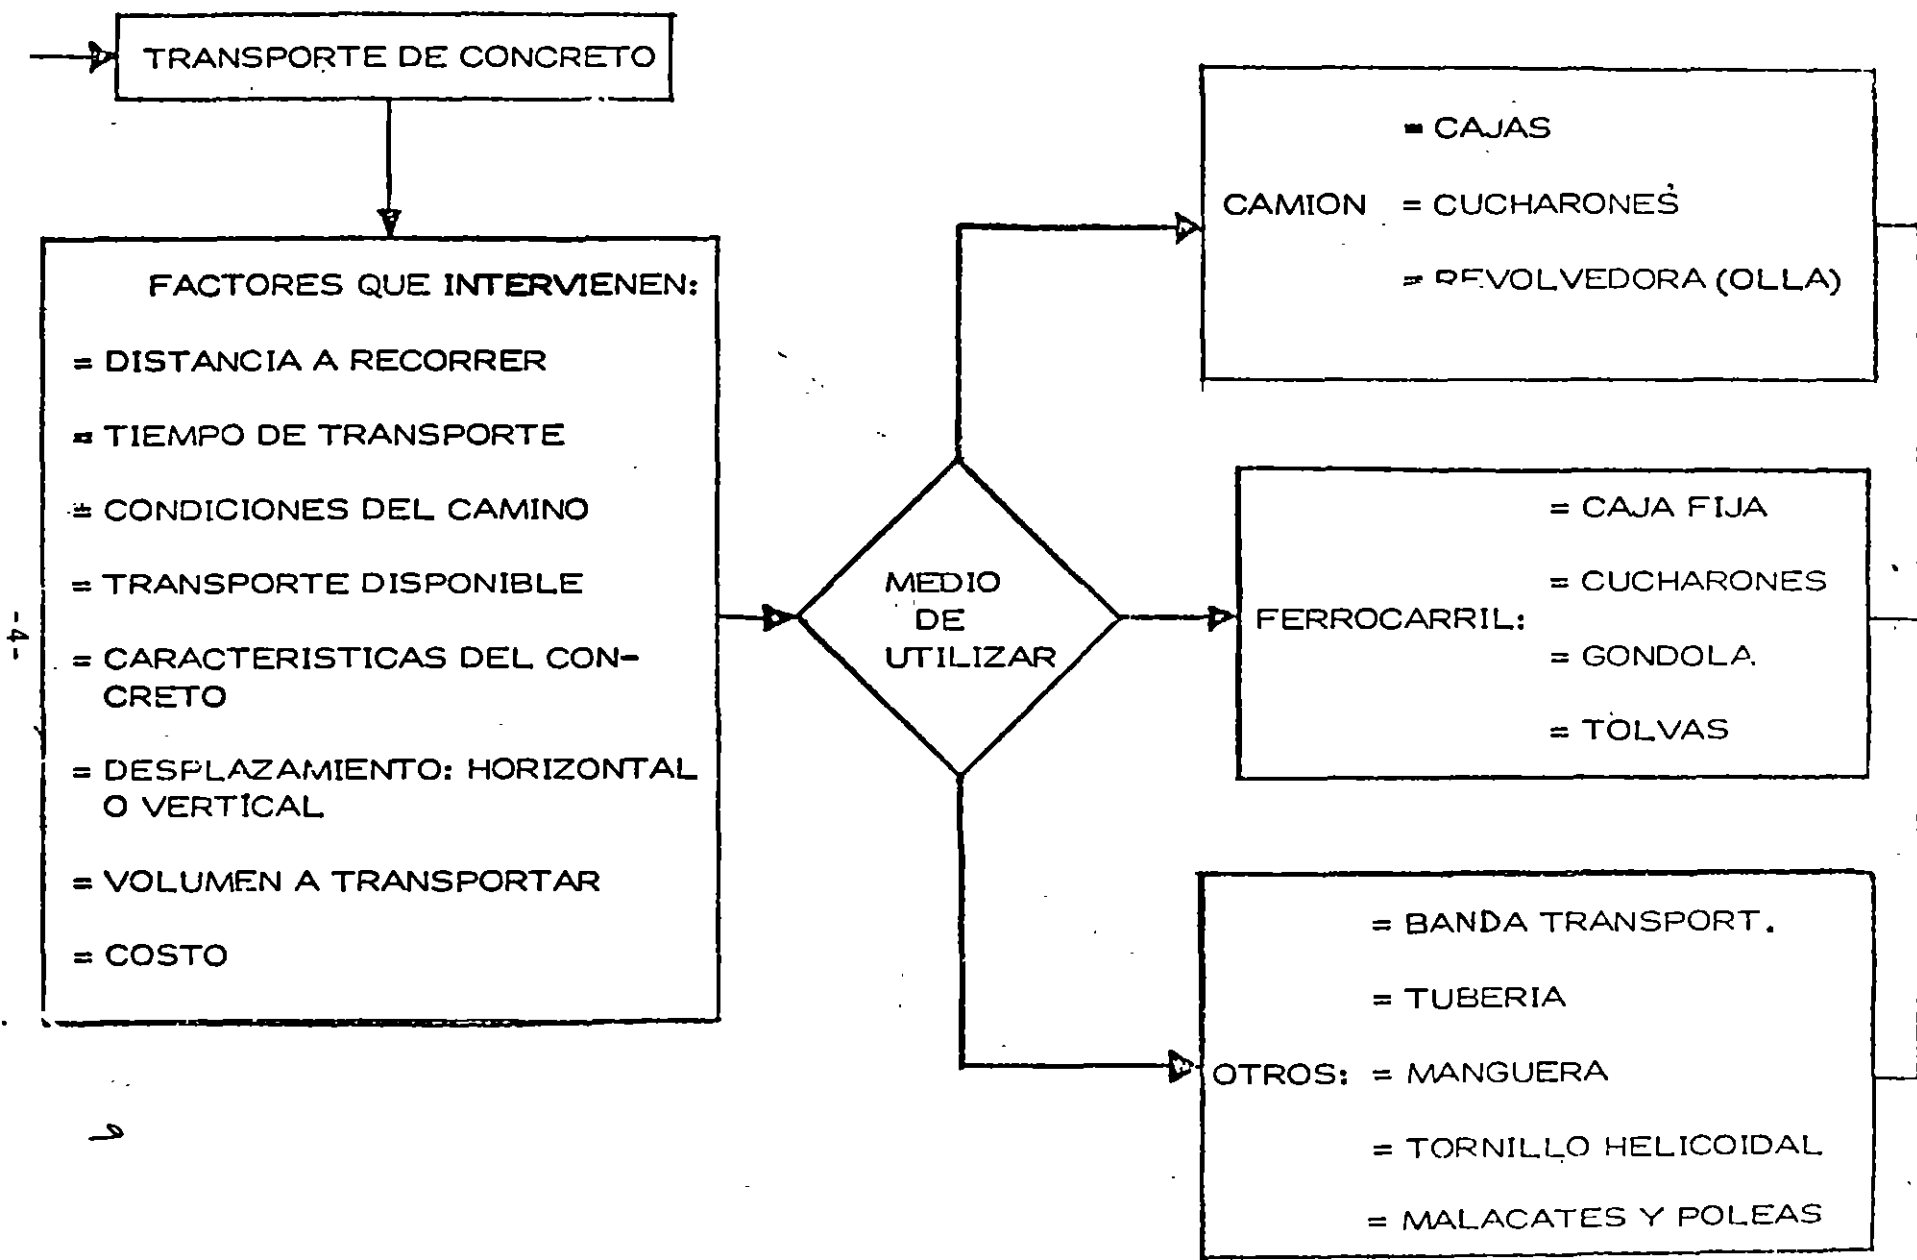 TRANSPORTE DE CONCRETO
FACTORES QUE INTERVIENEN:
= DISTANCIA A RECORRER
= TIEMPO DE TRANSPORTE
= CONDICIONES DEL CAMINO
= TRANSPORTE DISPONIBLE
= CARACTERISTICAS DEL CON-
CRETO
= DESPLAZAMIENTO: HORIZONTAL
O VERTICAL
= VOLUMEN A TRANSPORTAR
= COSTO
MEDIO
DE
UTILIZAR
= CAJAS
CAMION = CUCHARONES
= REVOLVEDORA (OLLA)
= CAJA FIJA
= CUCHARONES
FERROCARRIL:
= GONDOLA
= TOLVAS
= BANDA TRANSPORT.
= TUBERIA
OTROS: = MANGUERA
= TORNILLO HELICOIDAL
= MALACATES Y POLEAS
-4-